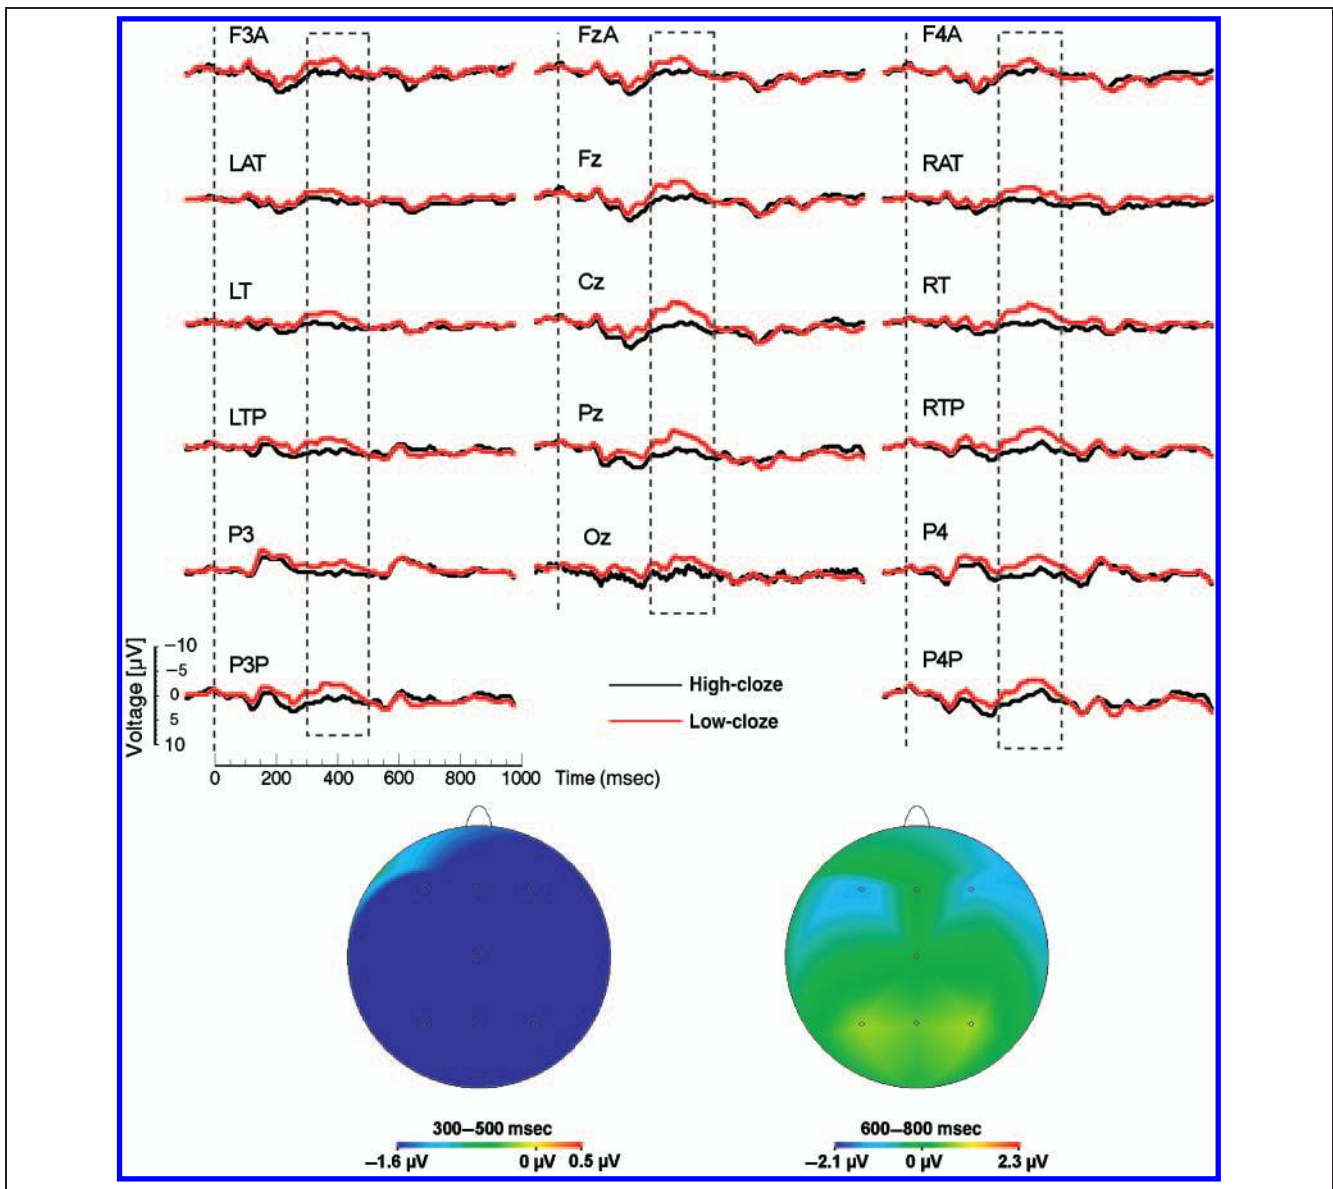 F3A FzA F4A
LAT Fz RAT
LT Cz RT
LTP Pz RTP
P3 Oz P4
Voltage [µV]
−10
−5
0
5
10
P3P P4P
High-cloze
Low-cloze
0 200 400 600 800 1000 Time (msec)
300–500 msec 600–800 msec
−1.6 µV 0 µV 0.5 µV −2.1 µV 0 µV 2.3 µV